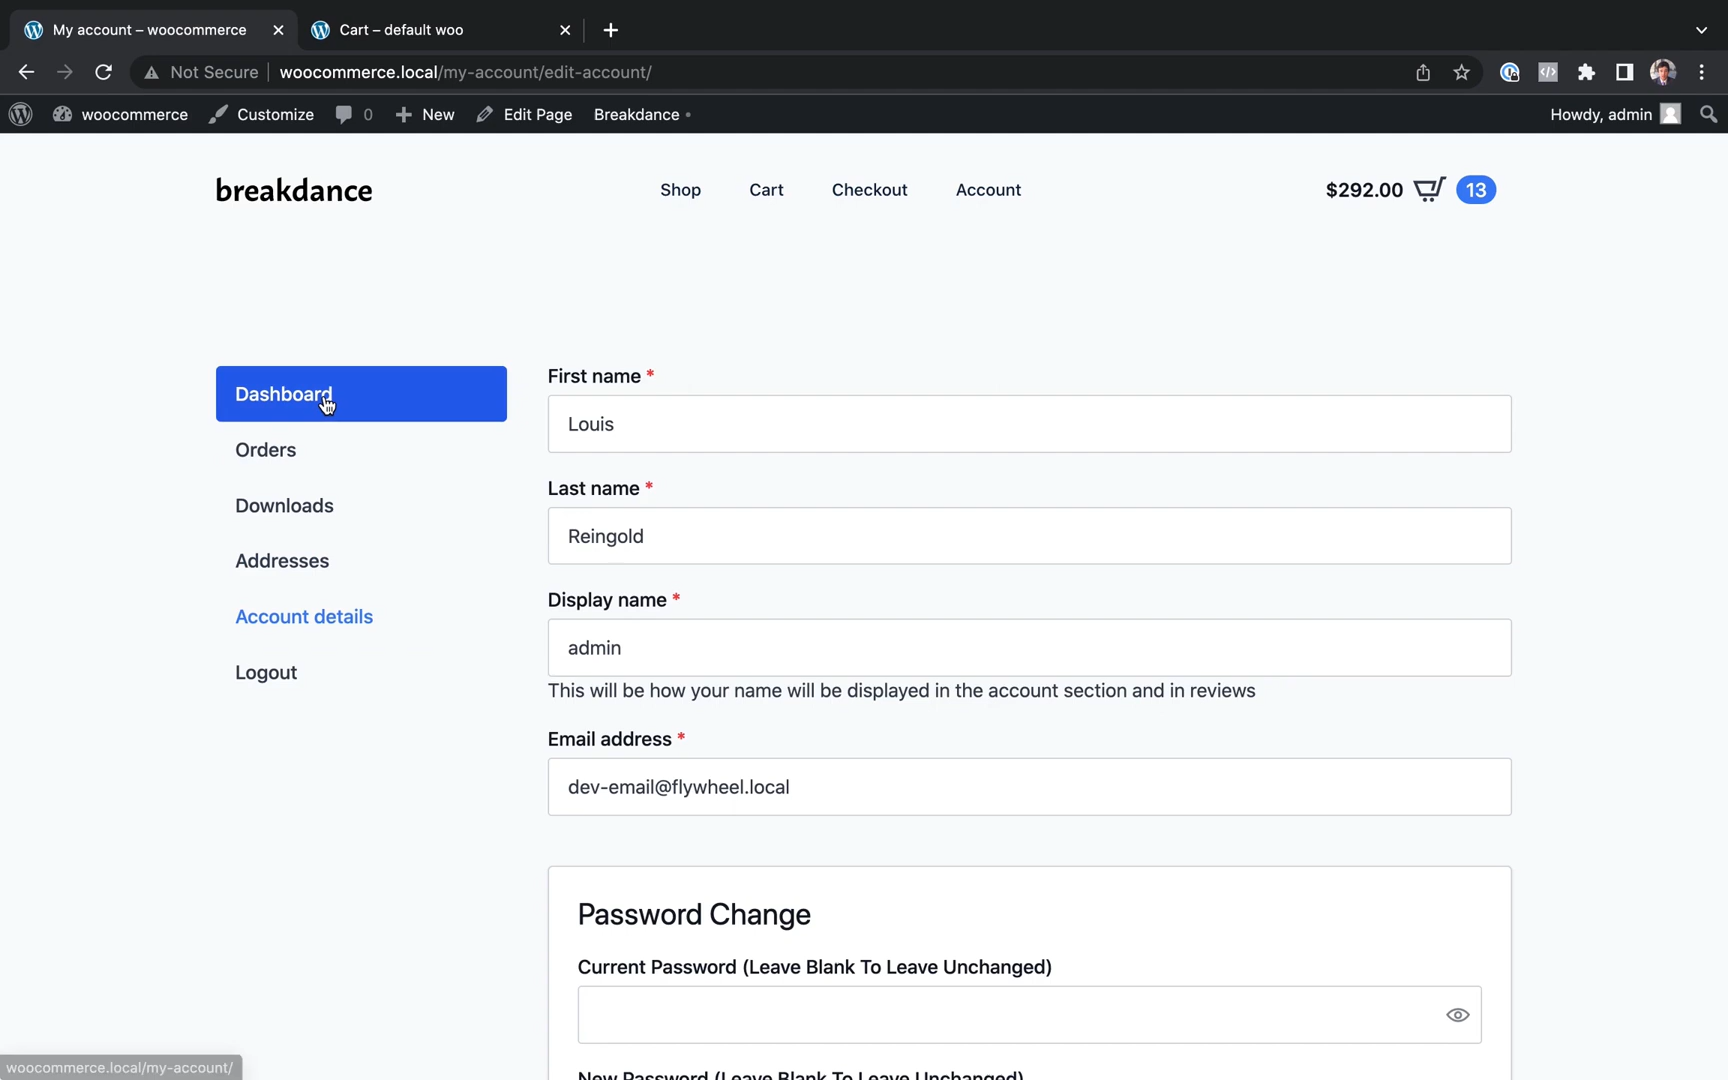 My account – woocommerce
Cart – default woo
Not Secure
woocommerce.local/my-account/edit-account/
woocommerce
Customize
0
New
Edit Page
Breakdance
Howdy, admin
breakdance
Shop
Cart
Checkout
Account
$292.00
13
Dashboard
Orders
Downloads
Addresses
Account details
Logout
First name *
Louis
Last name *
Reingold
Display name *
admin
This will be how your name will be displayed in the account section and in reviews
Email address *
dev-email@flywheel.local
Password Change
Current Password (Leave Blank To Leave Unchanged)
New Password (Leave Blank To Leave Unchanged)
woocommerce.local/my-account/